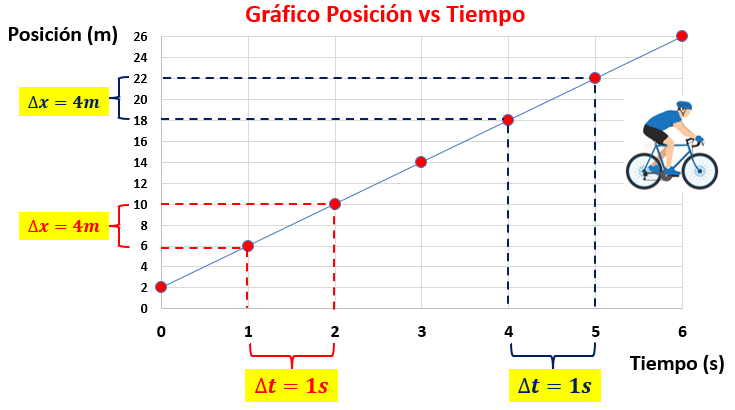 Gráfico Posición vs Tiempo
Posición (m)
26
24
22
20
18
16
14
12
10
8
6
4
2
0
Δx = 4m
Δx = 4m
0 1 2 3 4 5 6
Tiempo (s)
Δt = 1s
Δt = 1s